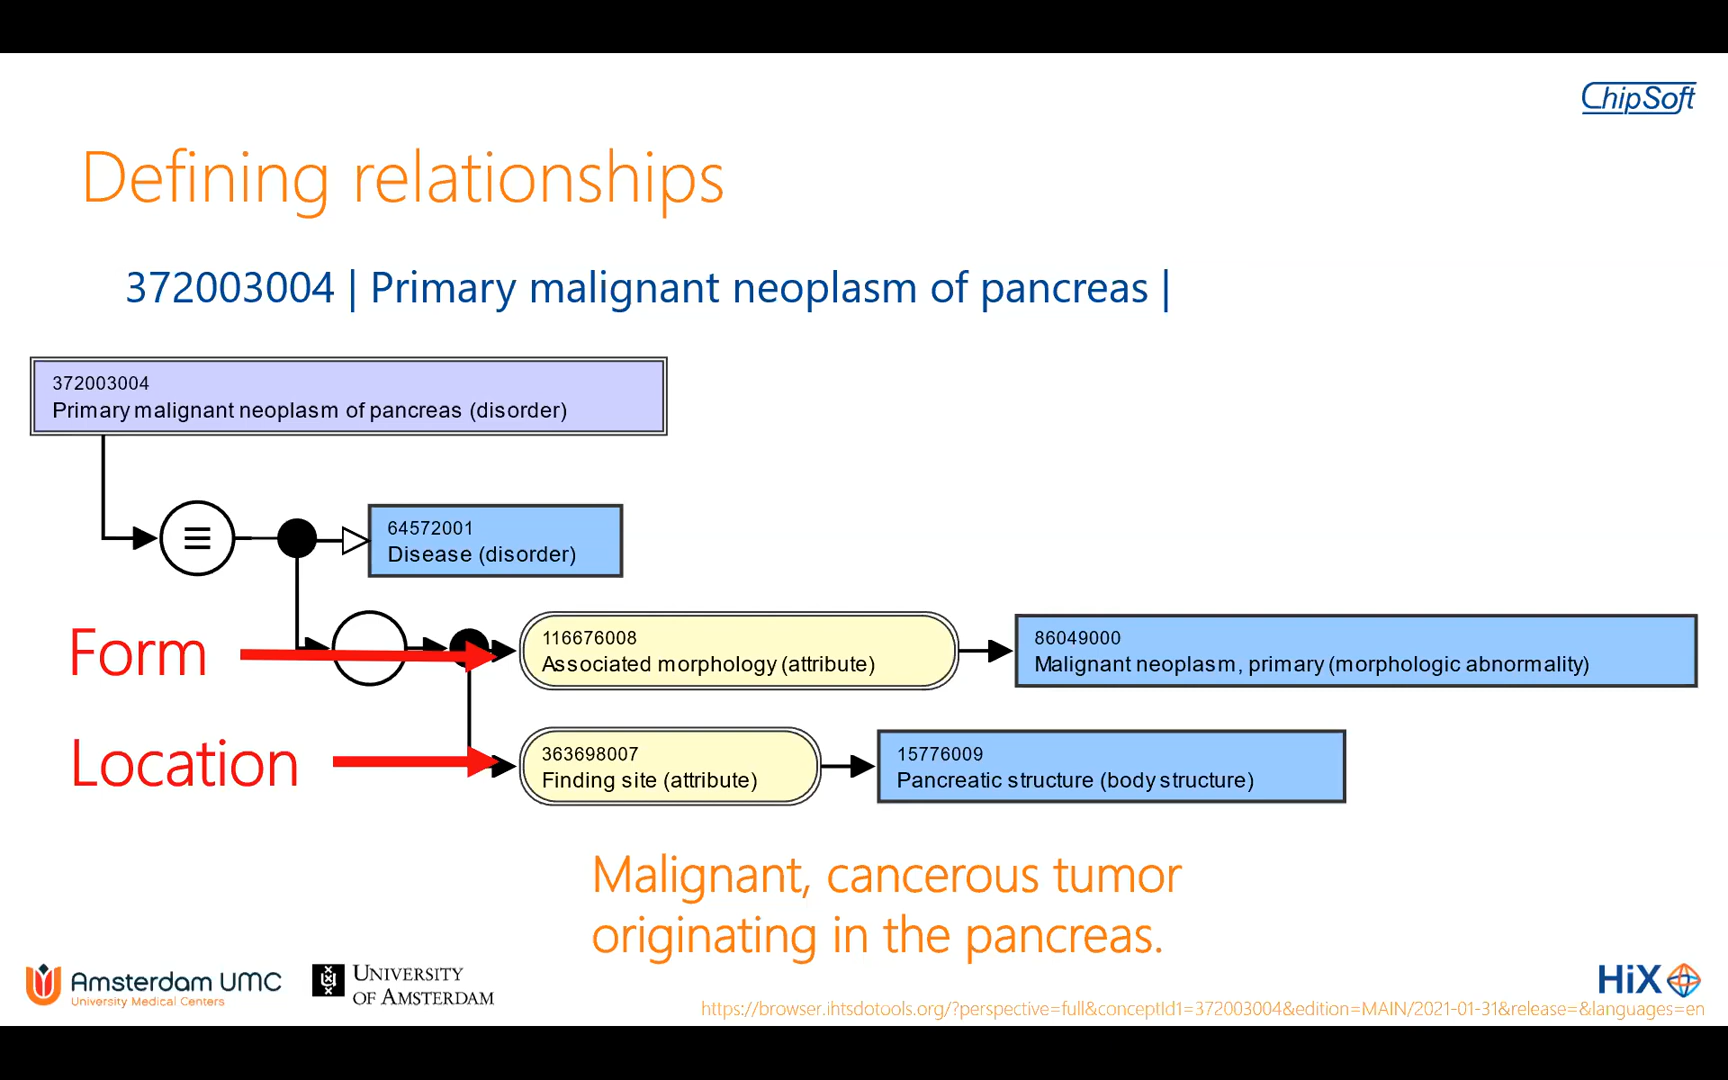 ChipSoft
Defining relationships
372003004 | Primary malignant neoplasm of pancreas |
372003004
Primary malignant neoplasm of pancreas (disorder)
64572001
Disease (disorder)
Form
116676008
Associated morphology (attribute)
86049000
Malignant neoplasm, primary (morphologic abnormality)
Location
363698007
Finding site (attribute)
15776009
Pancreatic structure (body structure)
Malignant, cancerous tumor
originating in the pancreas.
Amsterdam UMC
University Medical Centers
UNIVERSITY
OF AMSTERDAM
HiX
https://browser.ihtsdotools.org/?perspective=full&conceptId1=372003004&edition=MAIN/2021-01-31&release=&languages=en